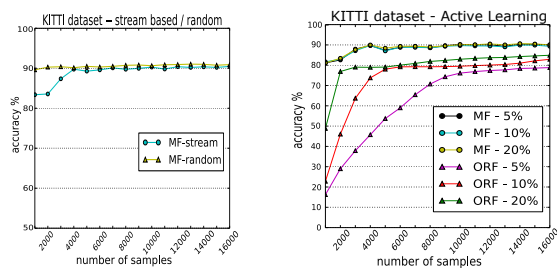 KITTI dataset – stream based / random
100
90
80
70
60
50
accuracy %
MF-stream
MF-random
2000
4000
6000
8000
10000
12000
14000
16000
number of samples
KITTI dataset - Active Learning
100
90
80
70
60
50
40
30
20
10
0
accuracy %
MF - 5%
MF - 10%
MF - 20%
ORF - 5%
ORF - 10%
ORF - 20%
2000
4000
6000
8000
10000
12000
14000
16000
number of samples